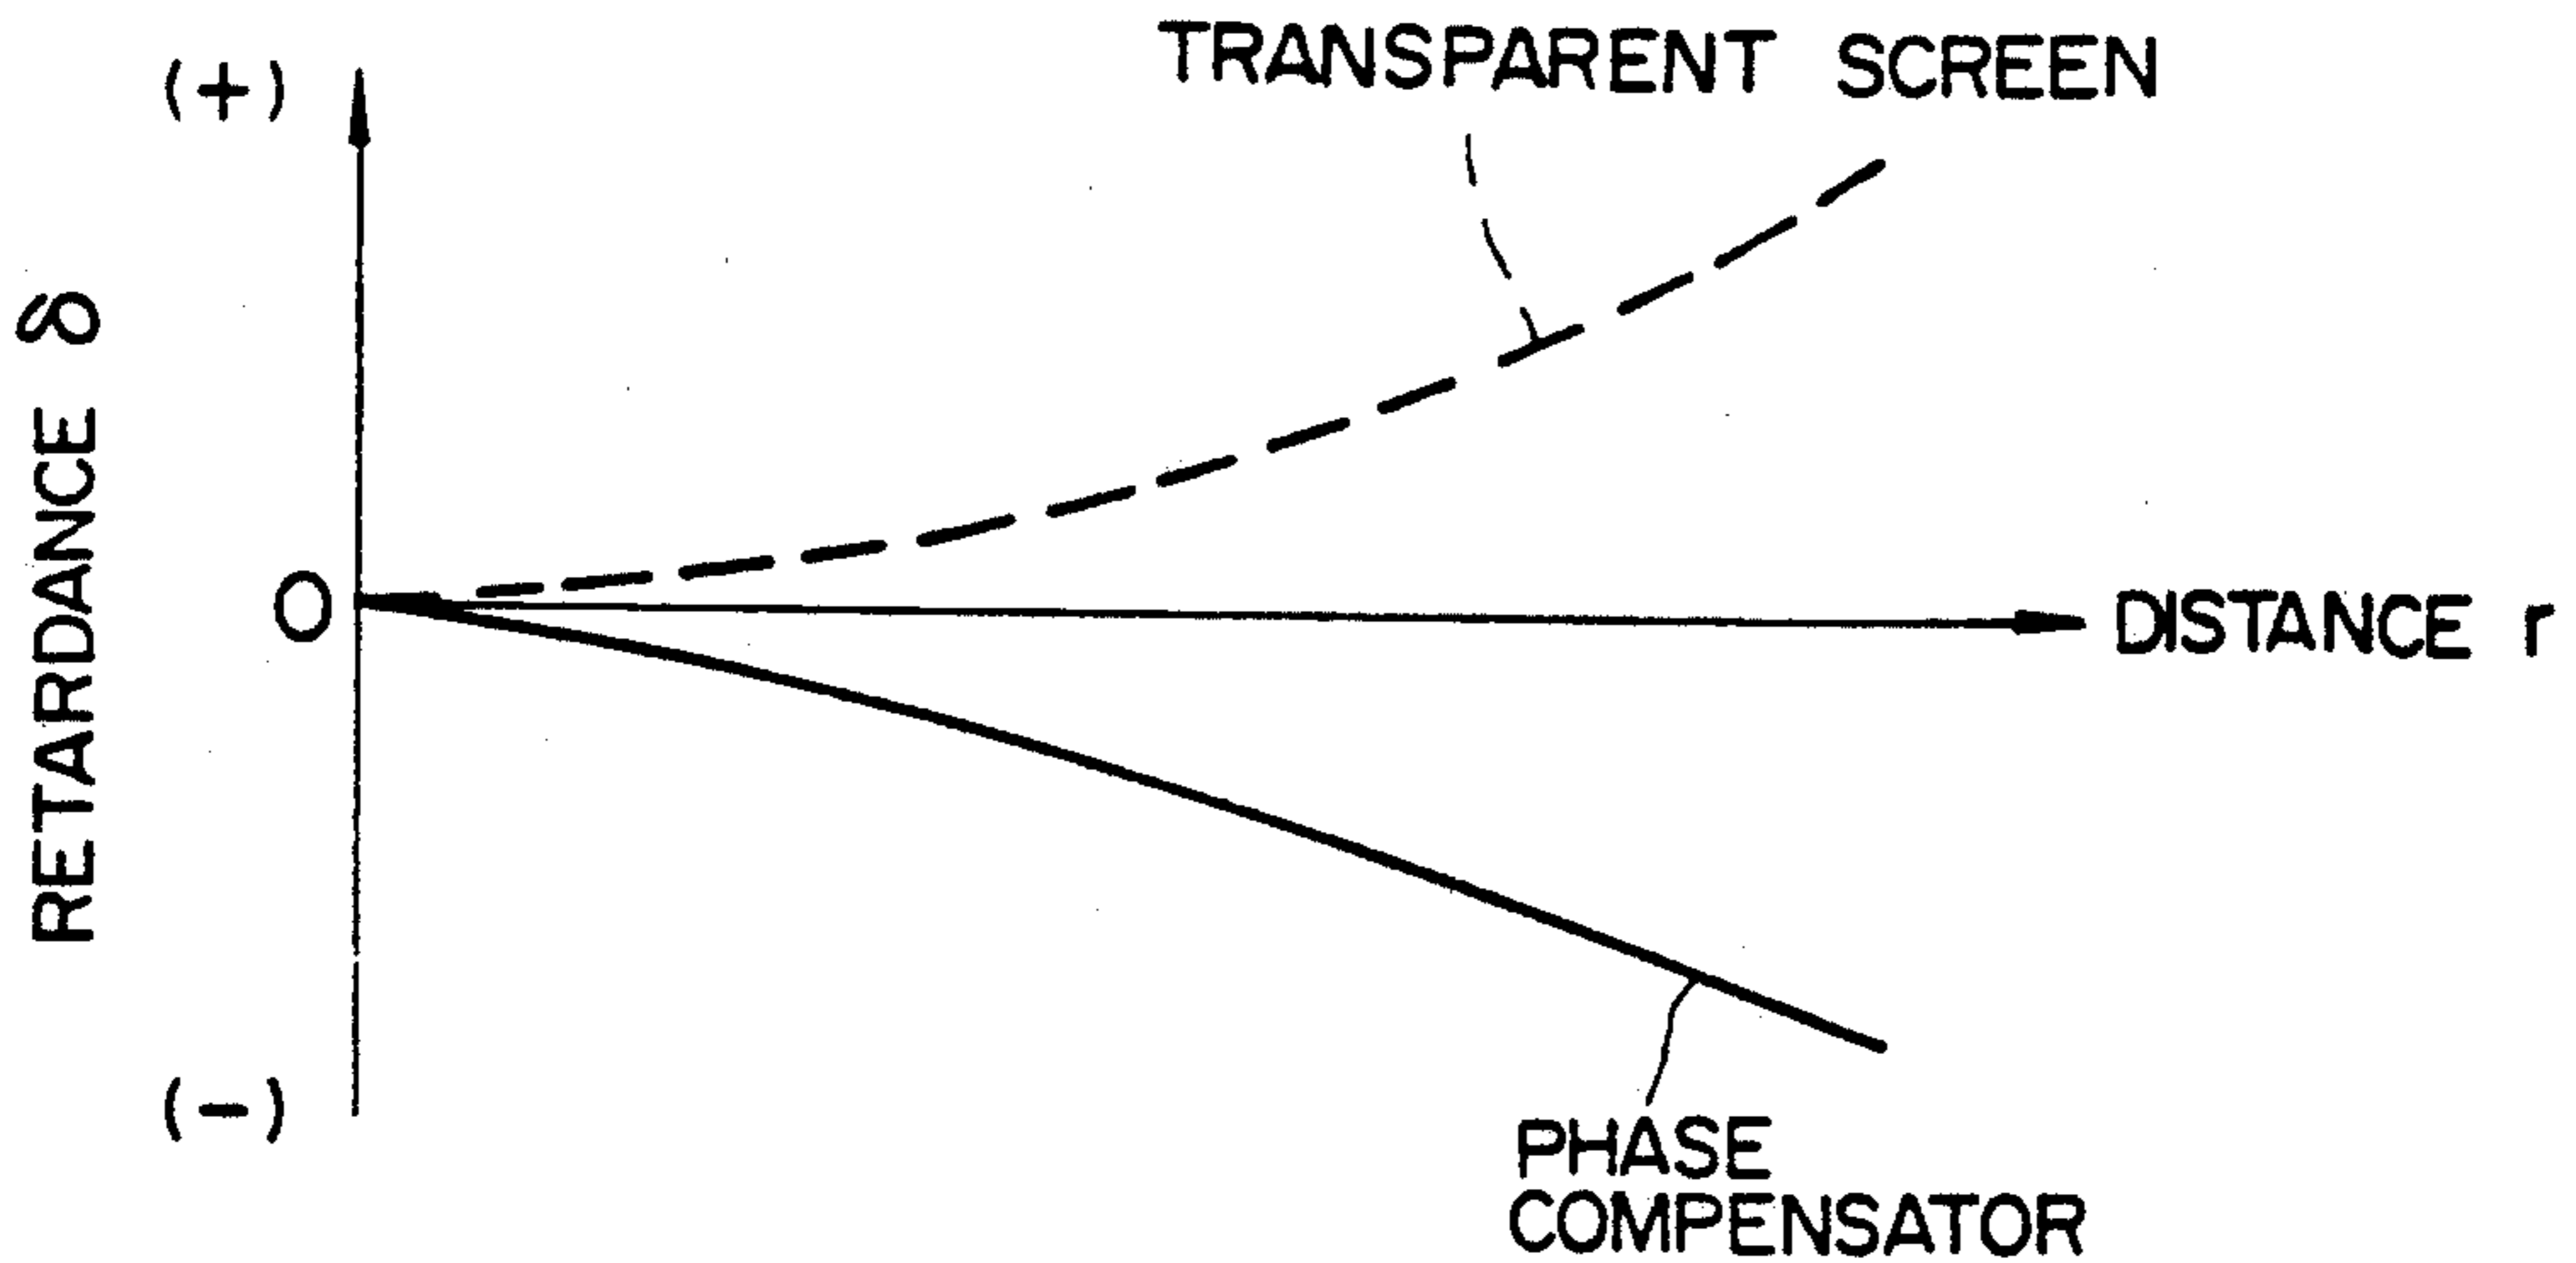 TRANSPARENT SCREEN
(+)
RETARDANCE δ
O
DISTANCE r
(-)
PHASE
COMPENSATOR